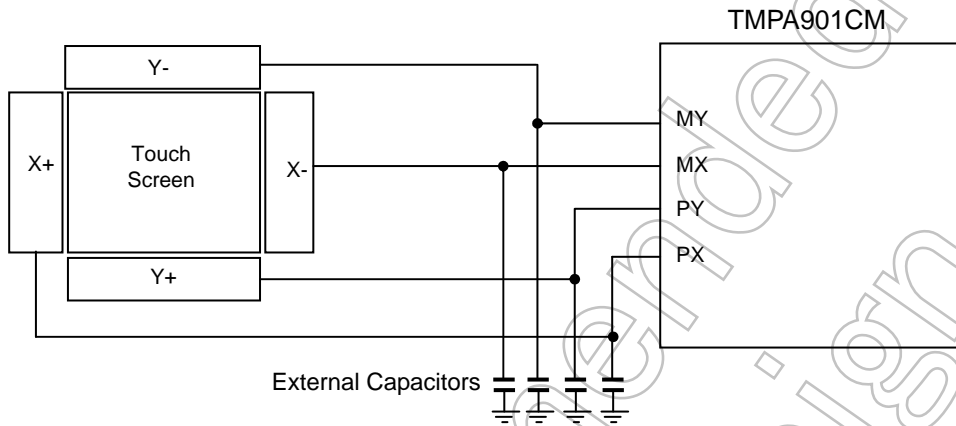 TMPA901CM
Y-
MY
X+
Touch
Screen
X-
MX
PY
PX
Y+
External Capacitors